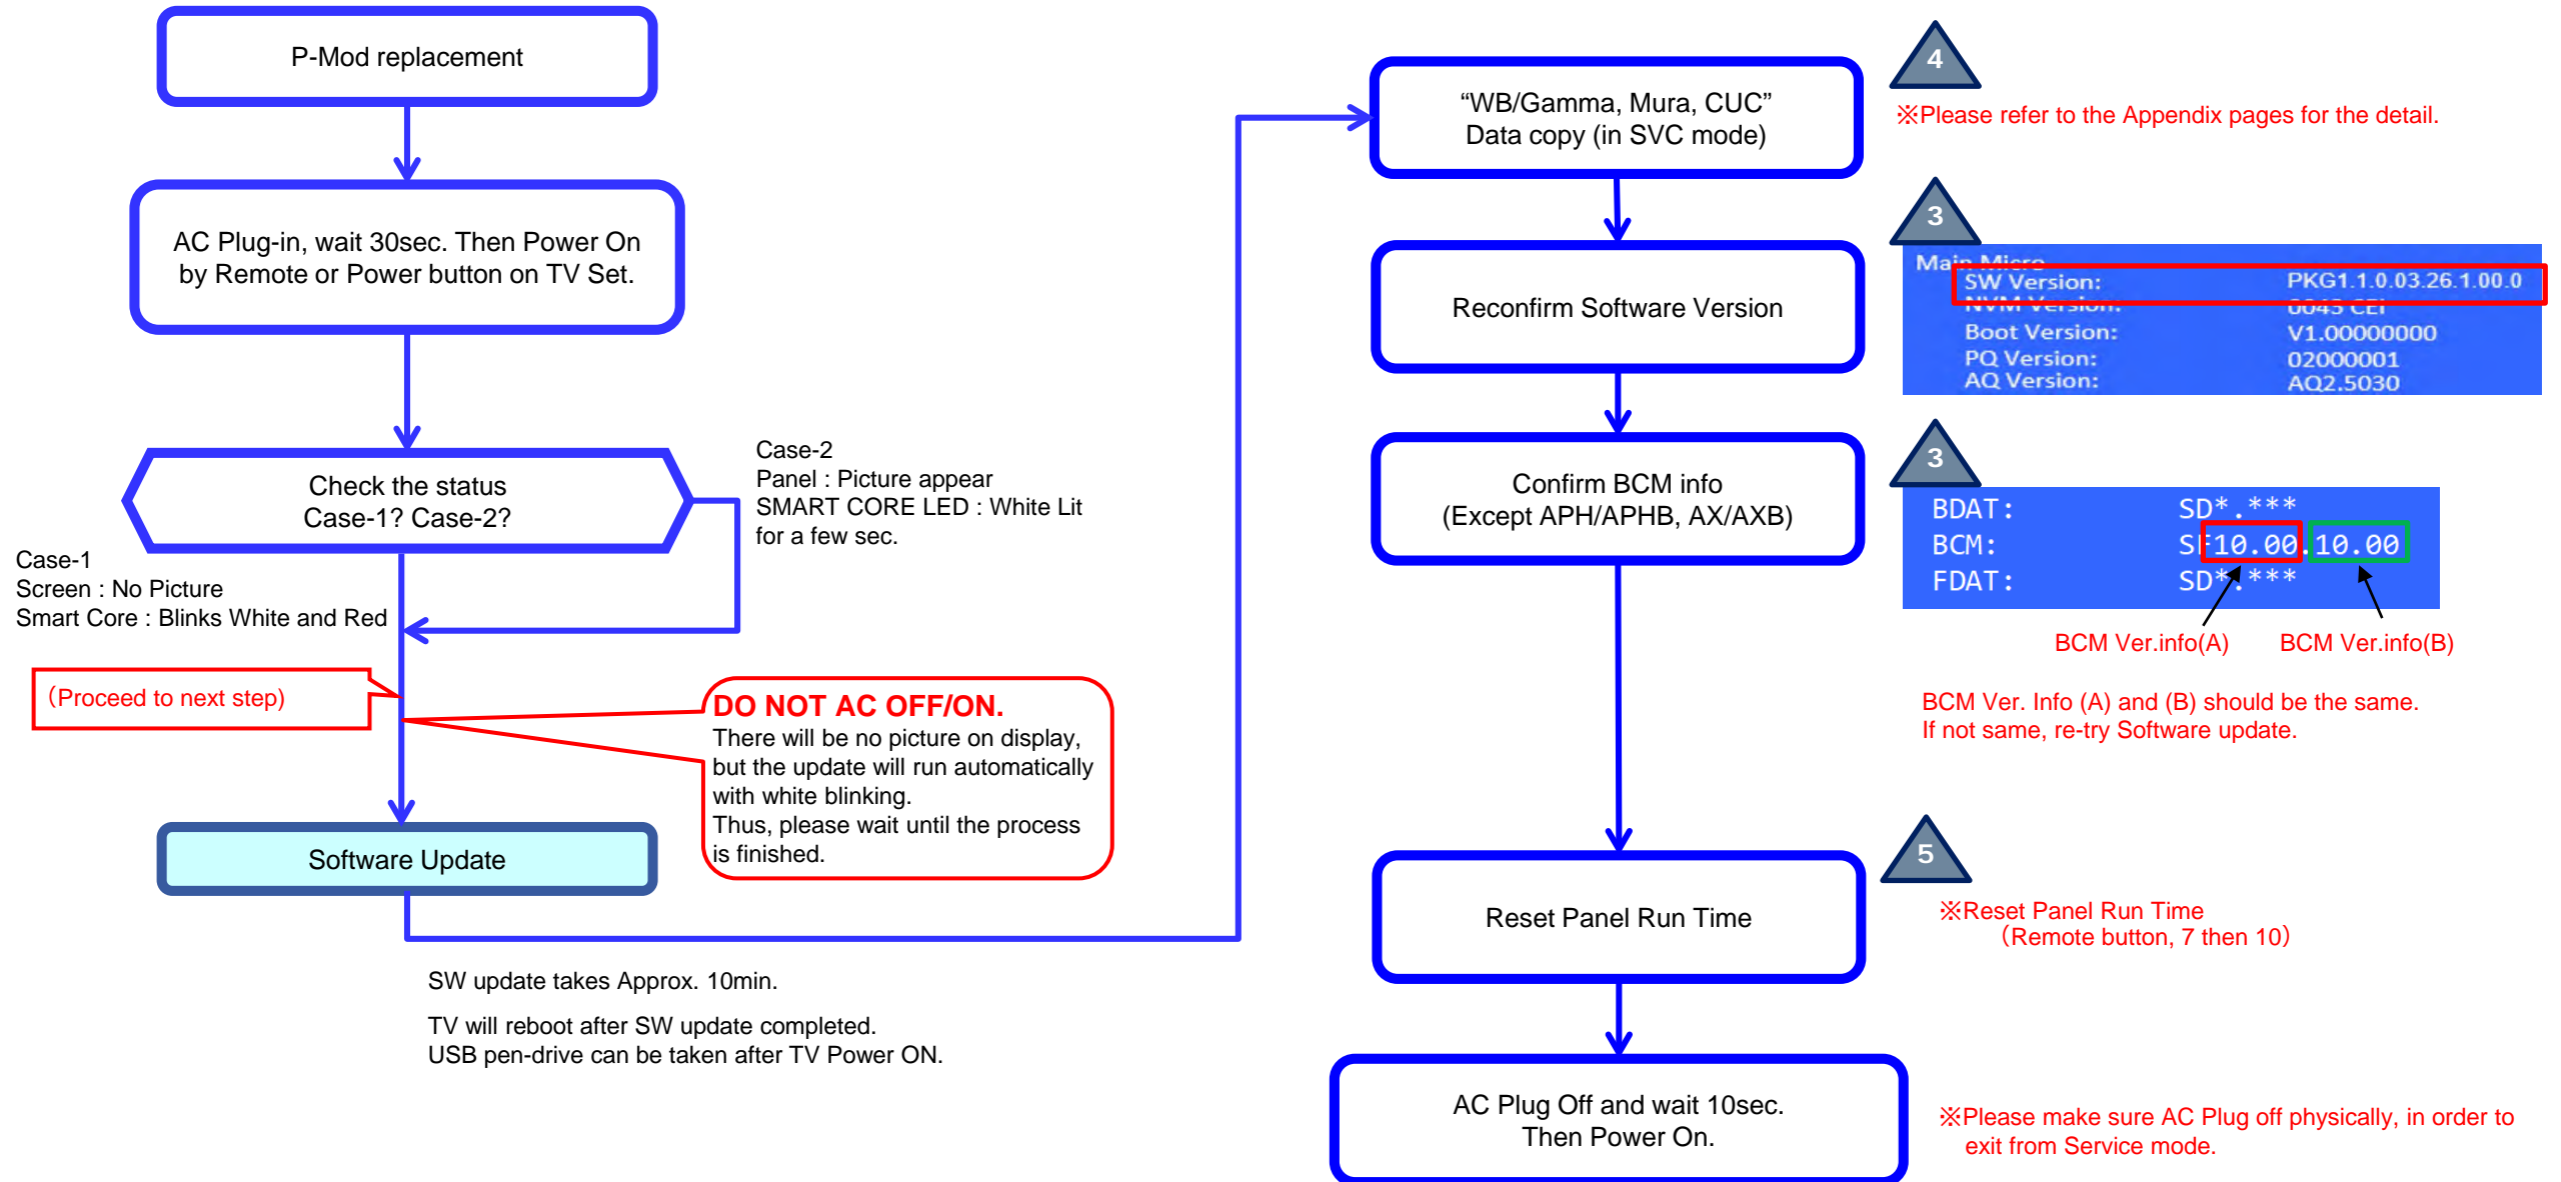 P-Mod replacement
AC Plug-in, wait 30sec. Then Power On
by Remote or Power button on TV Set.
Check the status
Case-1? Case-2?
Case-2
Panel : Picture appear
SMART CORE LED : White Lit
for a few sec.
Case-1
Screen : No Picture
Smart Core : Blinks White and Red
(Proceed to next step)
DO NOT AC OFF/ON.
There will be no picture on display,
but the update will run automatically
with white blinking.
Thus, please wait until the process
is finished.
Software Update
SW update takes Approx. 10min.
TV will reboot after SW update completed.
USB pen-drive can be taken after TV Power ON.
“WB/Gamma, Mura, CUC”
Data copy (in SVC mode)
4
※Please refer to the Appendix pages for the detail.
Reconfirm Software Version
3
Main Micro
SW Version: PKG1.1.0.03.26.1.00.0
NVM Version: 0045 CEI
Boot Version: V1.00000000
PQ Version: 02000001
AQ Version: AQ2.5030
Confirm BCM info
(Except APH/APHB, AX/AXB)
3
BDAT: SD*.***
BCM: SF10.00.10.00
FDAT: SD*.***
BCM Ver.info(A) BCM Ver.info(B)
BCM Ver. Info (A) and (B) should be the same.
If not same, re-try Software update.
Reset Panel Run Time
5
※Reset Panel Run Time
(Remote button, 7 then 10)
AC Plug Off and wait 10sec.
Then Power On.
※Please make sure AC Plug off physically, in order to
exit from Service mode.